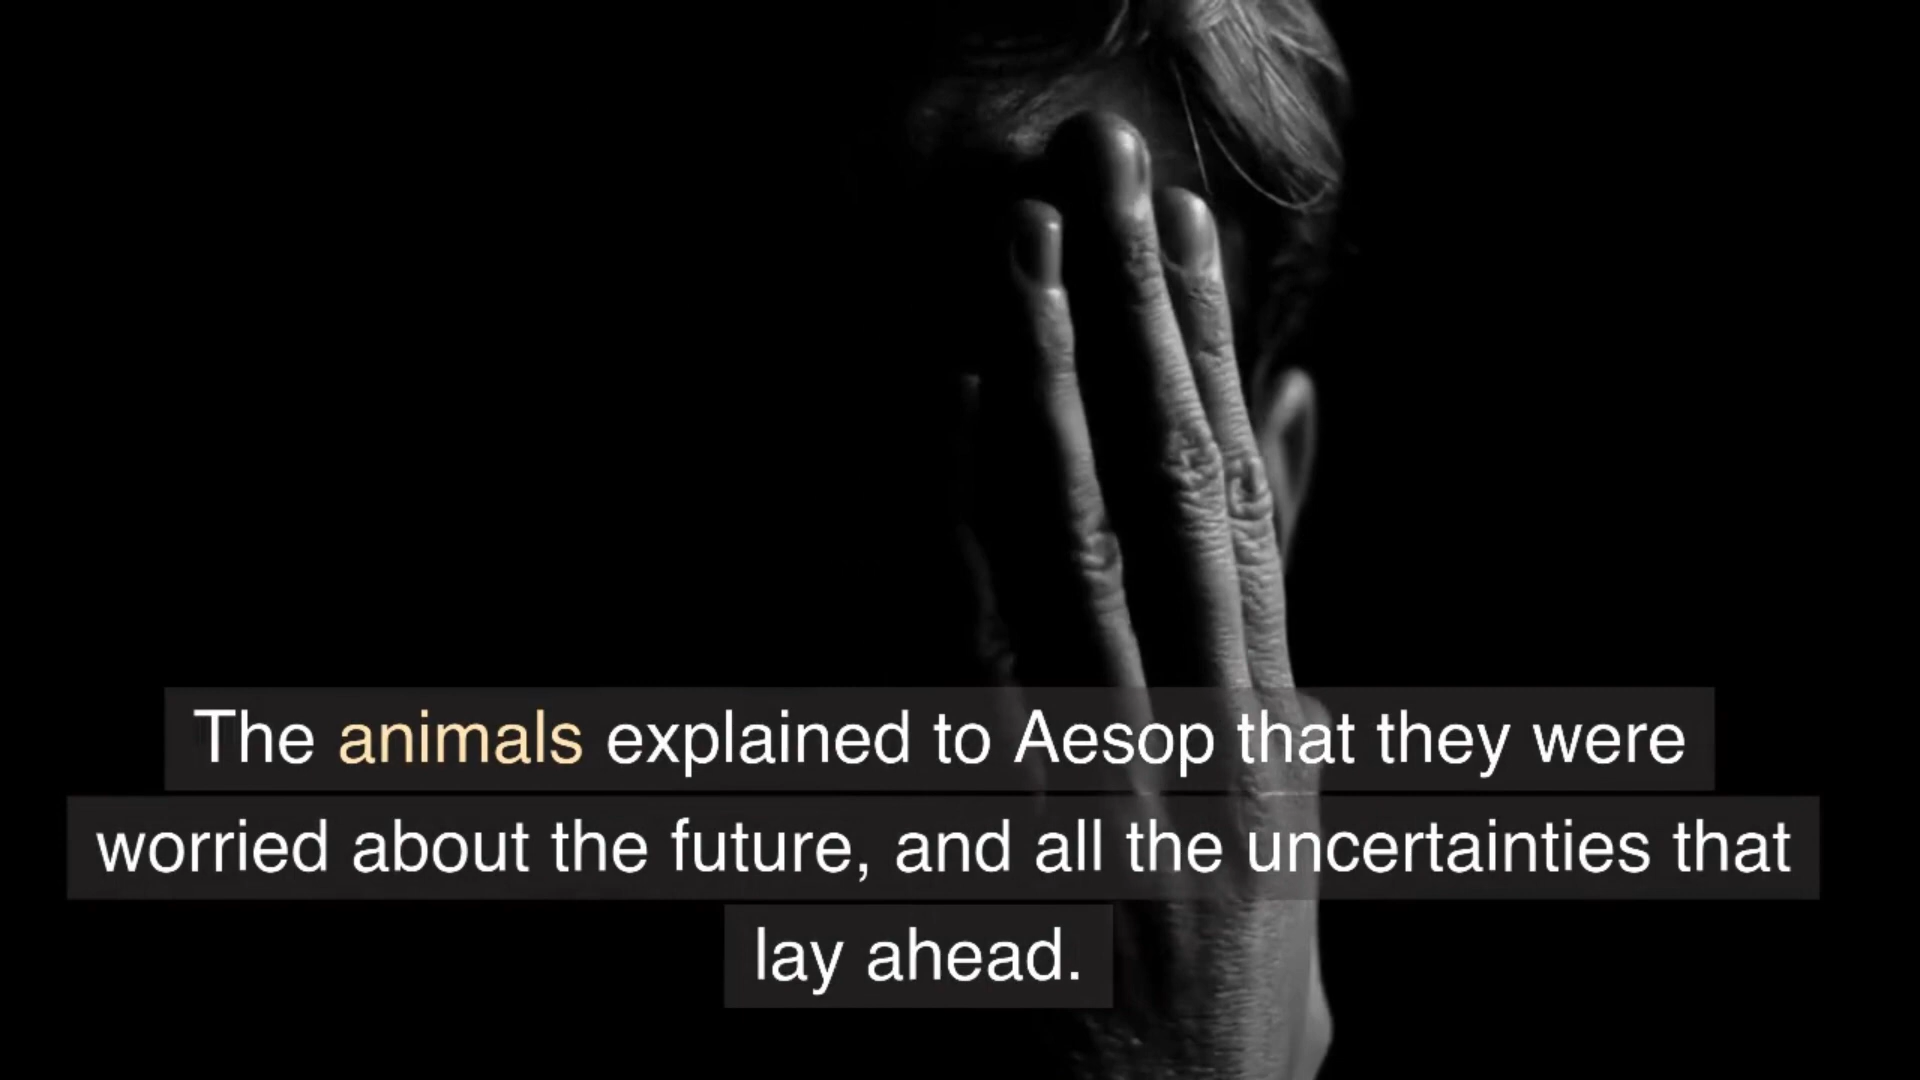 The animals explained to Aesop that they were
worried about the future, and all the uncertainties that
lay ahead.